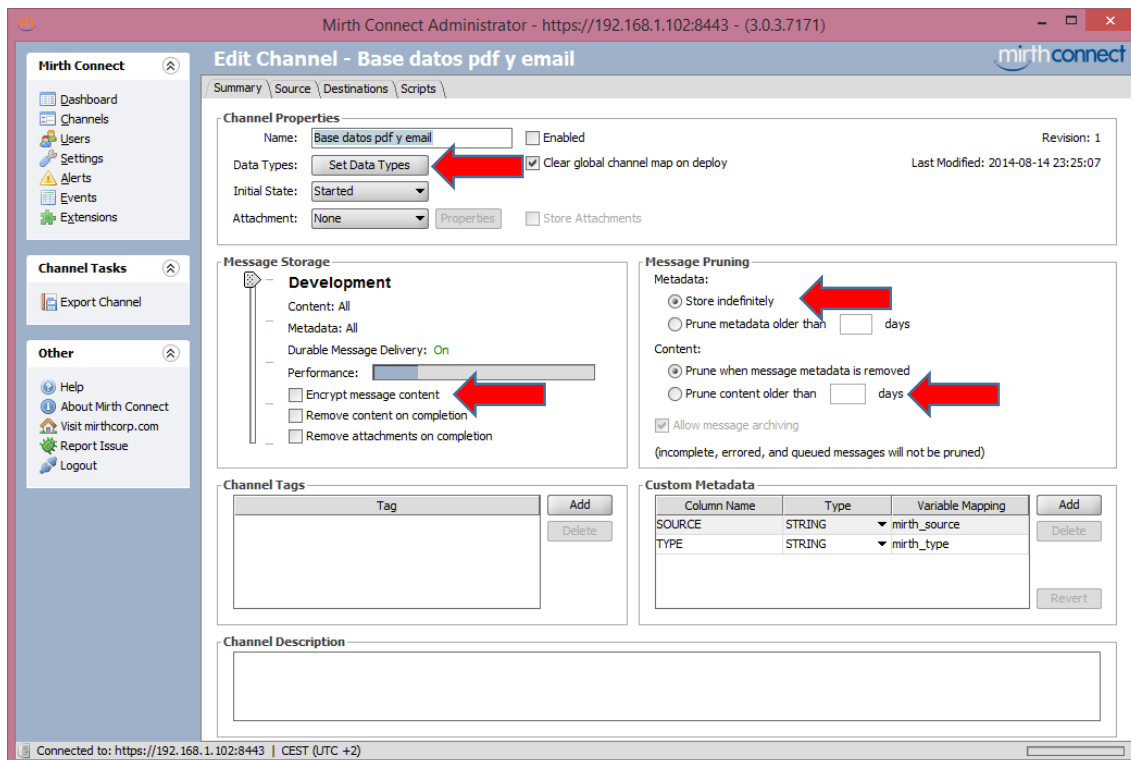 Mirth Connect Administrator - https://192.168.1.102:8443 - (3.0.3.7171)
Mirth Connect
Dashboard
Channels
Users
Settings
Alerts
Events
Extensions
Channel Tasks
Export Channel
Other
Help
About Mirth Connect
Visit mirthcorp.com
Report Issue
Logout
Edit Channel - Base datos pdf y email
mirthconnect
Summary Source Destinations Scripts
Channel Properties
Name: Base datos pdf y email Enabled Revision: 1
Data Types: Set Data Types Clear global channel map on deploy Last Modified: 2014-08-14 23:25:07
Initial State: Started
Attachment: None Properties Store Attachments
Message Storage
Development
Content: All
Metadata: All
Durable Message Delivery: On
Performance:
Encrypt message content
Remove content on completion
Remove attachments on completion
Message Pruning
Metadata:
Store indefinitely
Prune metadata older than days
Content:
Prune when message metadata is removed
Prune content older than days
Allow message archiving
(incomplete, errored, and queued messages will not be pruned)
Channel Tags
Tag Add
Delete
Custom Metadata
Column Name Type Variable Mapping Add
SOURCE STRING mirth_source Delete
TYPE STRING mirth_type
Revert
Channel Description
Connected to: https://192.168.1.102:8443 | CEST (UTC +2)